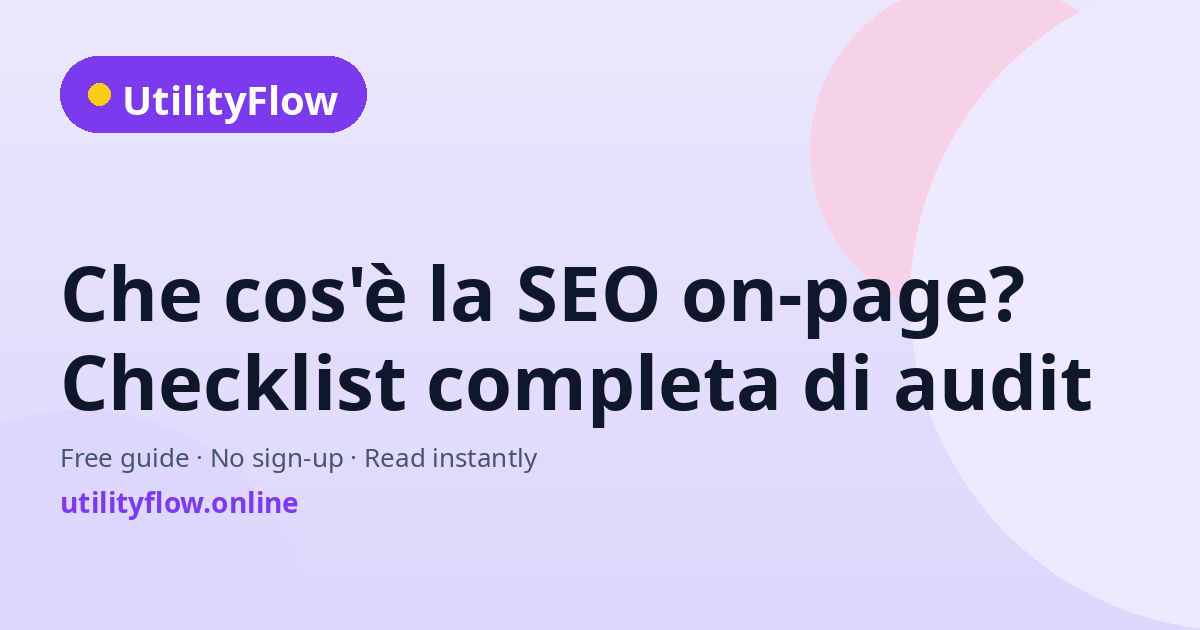 UtilityFlow
Che cos'è la SEO on-page?
Checklist completa di audit
Free guide · No sign-up · Read instantly
utilityflow.online